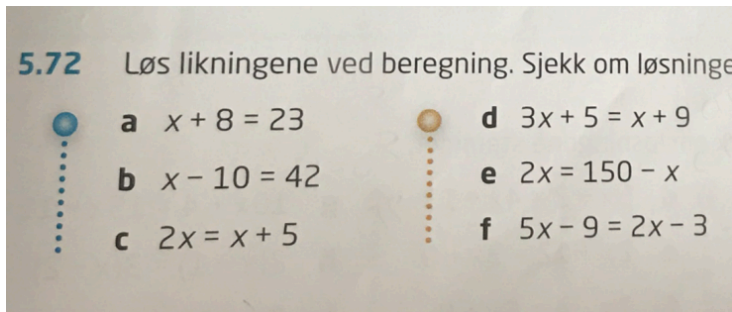 5.72 Løs likningene ved beregning. Sjekk om
a x + 8 = 23
b x − 10 = 42
c 2x = x + 5
d 3x + 5 = x + 9
e 2x = 150 − x
f 5x − 9 = 2x − 3